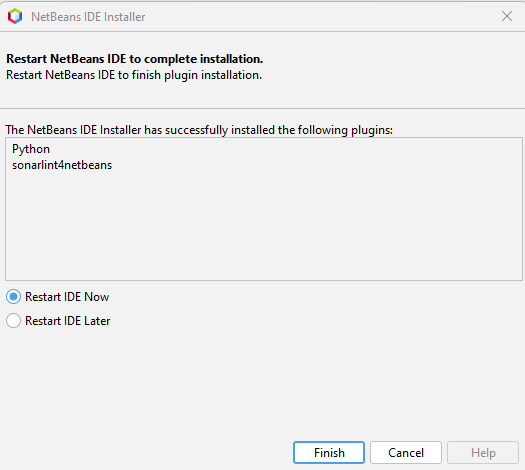 NetBeans IDE Installer
Restart NetBeans IDE to complete installation.
Restart NetBeans IDE to finish plugin installation.
The NetBeans IDE Installer has successfully installed the following plugins:
Python
sonarlint4netbeans
Restart IDE Now
Restart IDE Later
Finish
Cancel
Help